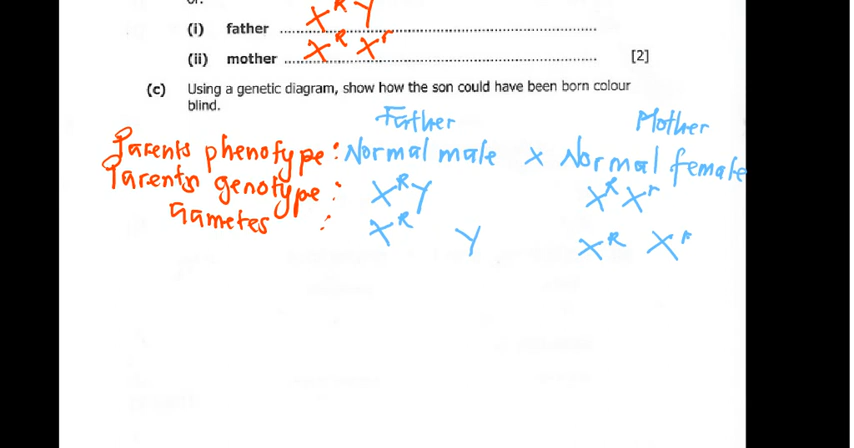 or:
(i) father X^R Y
(ii) mother X^R X^r [2]
(c) Using a genetic diagram, show how the son could have been born colour
blind.
Father Mother
Parents phenotype: Normal male × Normal female
Parents genotype: X^R Y X^R X^r
Gametes : X^R Y X^R X^r